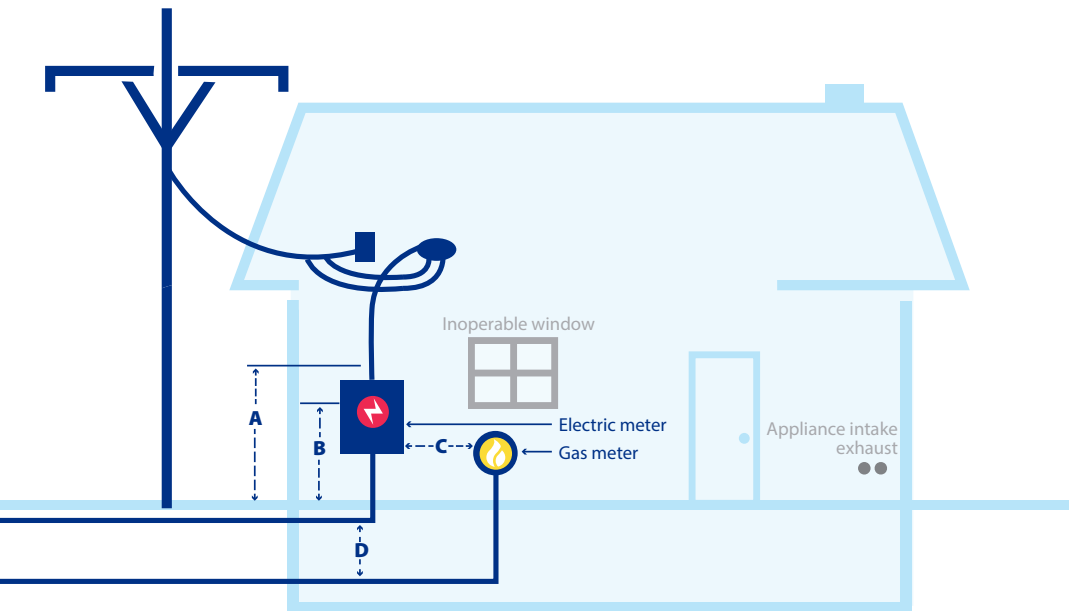 Inoperable window
A
B
C
Electric meter
Gas meter
Appliance intake
exhaust
D